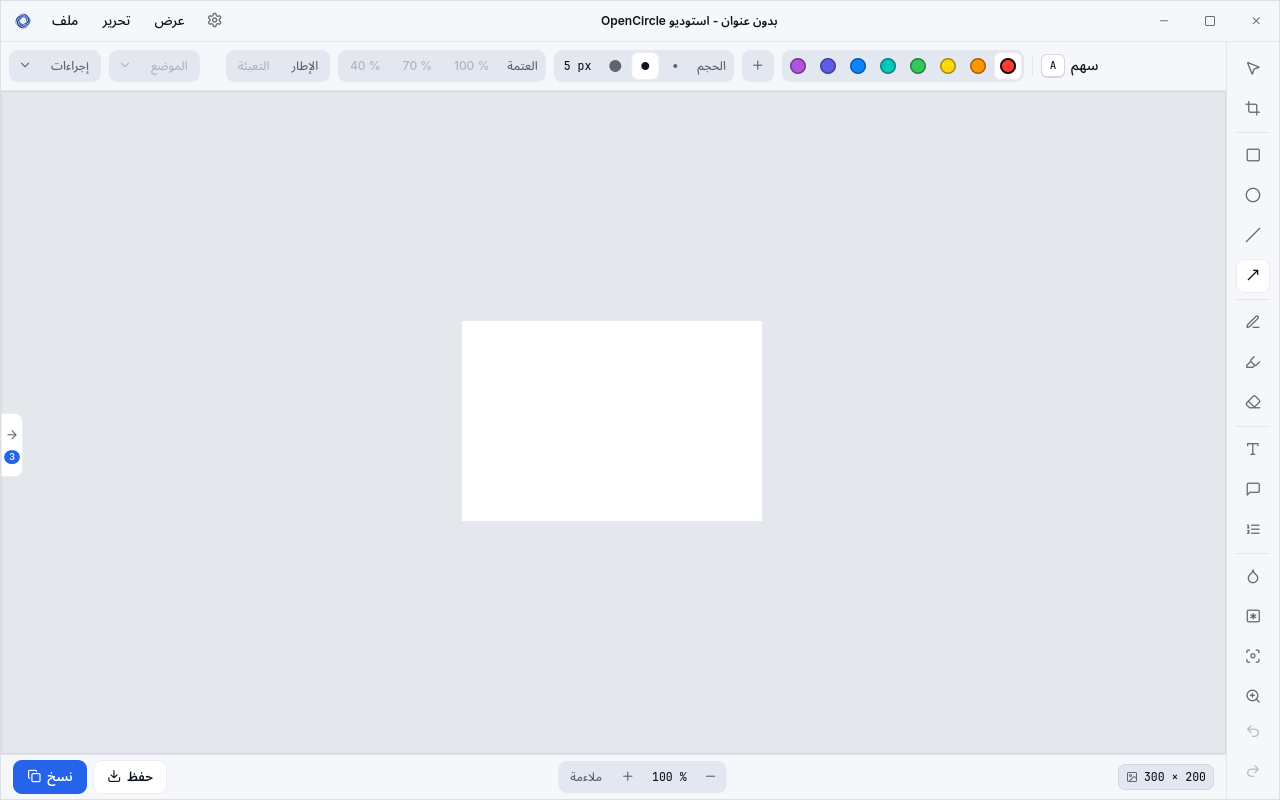 ملف
تحرير
عرض
بدون عنوان - استوديو OpenCircle
سهم
A
الحجم
5 px
العتمة
100 %
70 %
40 %
الإطار
التعبئة
الموضع
إجراءات
3
300 × 200
100 %
ملاءمة
حفظ
نسخ